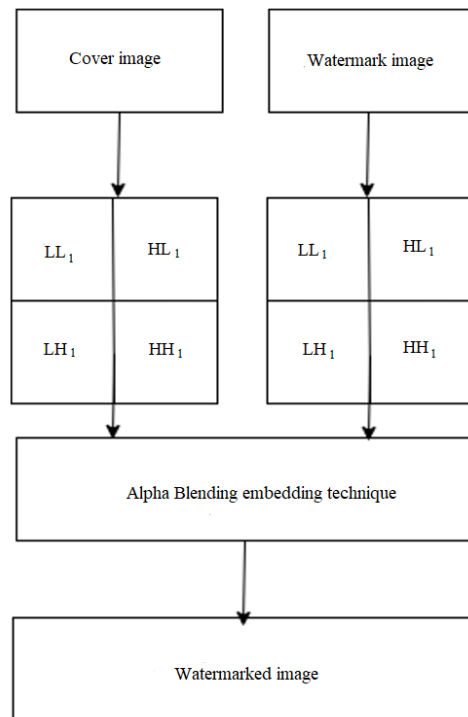 Cover image
Watermark image
LL₁ HL₁
LL₁ HL₁
LH₁ HH₁
LH₁ HH₁
Alpha Blending embedding technique
Watermarked image